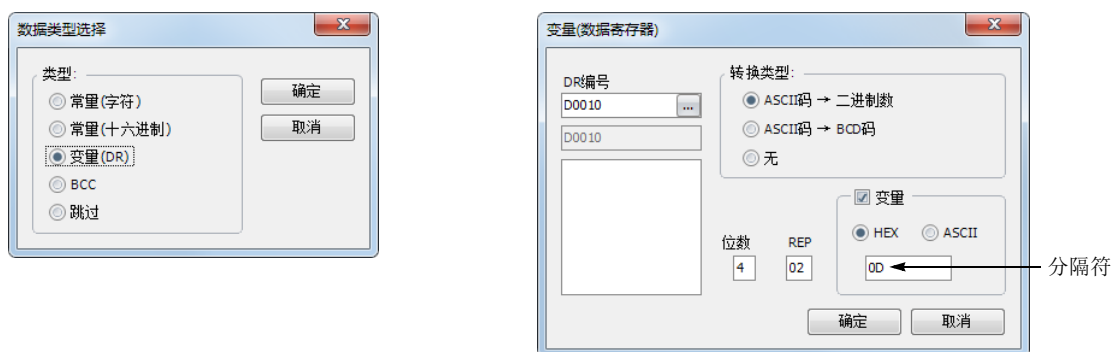 数据类型选择
类型:
常量(字符)
常量(十六进制)
变量(DR)
BCC
跳过
确定
取消
变量(数据寄存器)
DR编号
D0010
...
D0010
转换类型:
ASCII码 → 二进制数
ASCII码 → BCD码
无
位数
4
REP
02
变量
HEX
ASCII
0D
分隔符
确定
取消